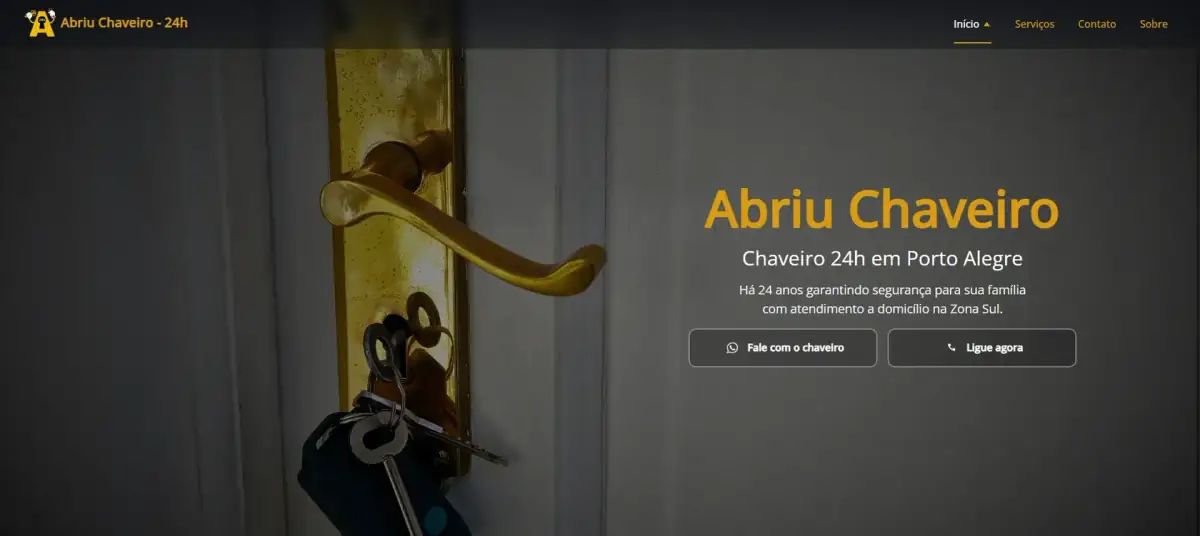 Abriu Chaveiro - 24h
Início
Serviços
Contato
Sobre
Abriu Chaveiro
Chaveiro 24h em Porto Alegre
Há 24 anos garantindo segurança para sua família
com atendimento a domicílio na Zona Sul.
Fale com o chaveiro
Ligue agora